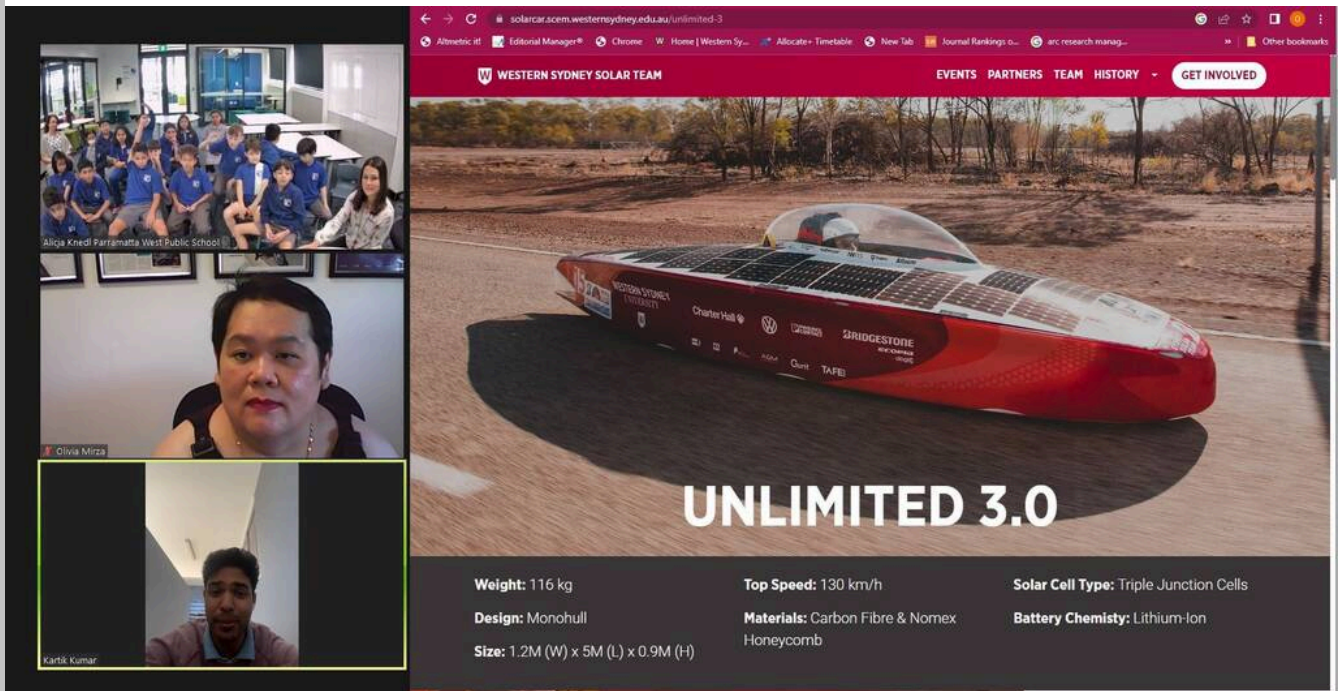 solarcar.scem.westernsydney.edu.au/unlimited-3
Altmetric it! Editorial Manager® Chrome W Home | Western Sy... Allocate+ Timetable New Tab Journal Rankings o... arc research manag... » Other bookmarks
W WESTERN SYDNEY SOLAR TEAM EVENTS PARTNERS TEAM HISTORY GET INVOLVED
Alicja Knedl Parramatta West Public School
Olivia Mirza
Kartik Kumar
15
WESTERN SYDNEY
UNIVERSITY
Charter Hall
BRIDGESTONE
ECOPIA
Qurit TAFE
UNLIMITED 3.0
Weight: 116 kg Top Speed: 130 km/h Solar Cell Type: Triple Junction Cells
Design: Monohull Materials: Carbon Fibre & Nomex Battery Chemisty: Lithium-Ion
Honeycomb
Size: 1.2M (W) x 5M (L) x 0.9M (H)